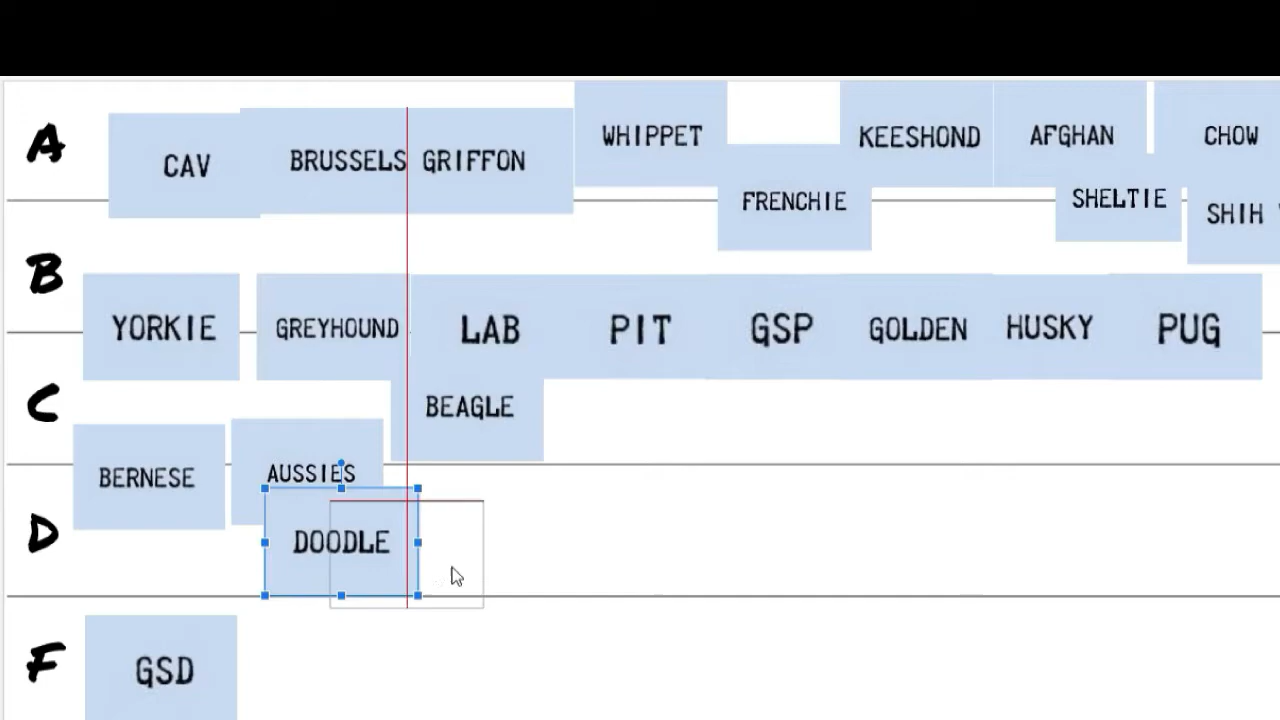 A
CAV
BRUSSELS GRIFFON
WHIPPET
FRENCHIE
KEESHOND
AFGHAN
SHELTIE
CHOW
SHIH
B
YORKIE
GREYHOUND
LAB
PIT
GSP
GOLDEN
HUSKY
PUG
C
BEAGLE
BERNESE
AUSSIES
D
DOODLE
F
GSD